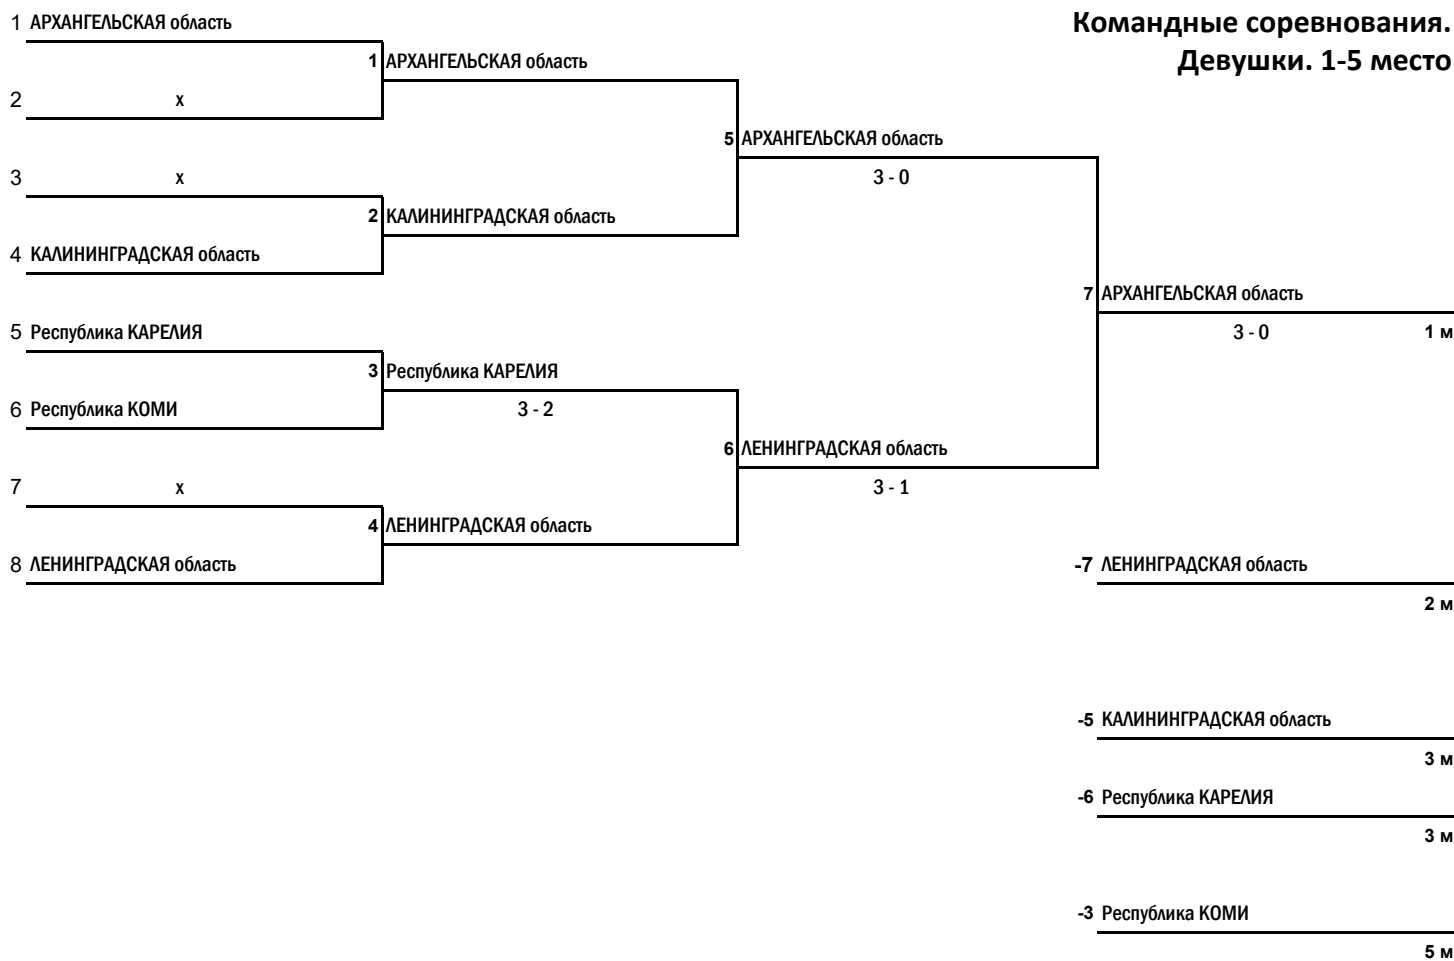 Командные соревнования.
Девушки. 1-5 место
1 АРХАНГЕЛЬСКАЯ область
1 АРХАНГЕЛЬСКАЯ область
2 х
5 АРХАНГЕЛЬСКАЯ область
3 х
3 - 0
2 КАЛИНИНГРАДСКАЯ область
4 КАЛИНИНГРАДСКАЯ область
7 АРХАНГЕЛЬСКАЯ область
5 Республика КАРЕЛИЯ
3 - 0 1 м
3 Республика КАРЕЛИЯ
6 Республика КОМИ
3 - 2
6 ЛЕНИНГРАДСКАЯ область
7 х
3 - 1
4 ЛЕНИНГРАДСКАЯ область
8 ЛЕНИНГРАДСКАЯ область
-7 ЛЕНИНГРАДСКАЯ область
2 м
-5 КАЛИНИНГРАДСКАЯ область
3 м
-6 Республика КАРЕЛИЯ
3 м
-3 Республика КОМИ
5 м